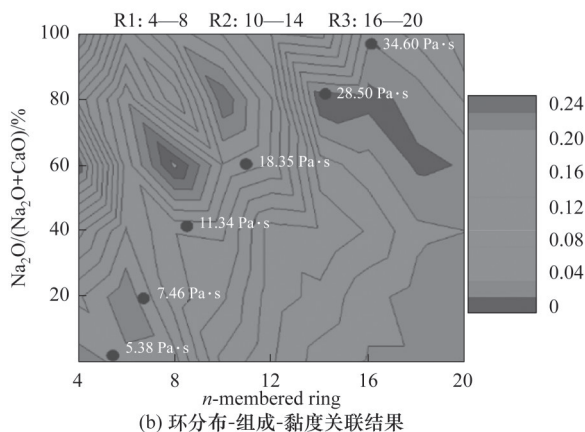 R1: 4—8 R2: 10—14 R3: 16—20
100
80
60
40
20
Na₂O/(Na₂O+CaO)/%
34.60 Pa·s
28.50 Pa·s
18.35 Pa·s
11.34 Pa·s
7.46 Pa·s
5.38 Pa·s
0.24
0.20
0.16
0.12
0.08
0.04
0
4 8 12 16 20
n-membered ring
(b) 环分布-组成-黏度关联结果